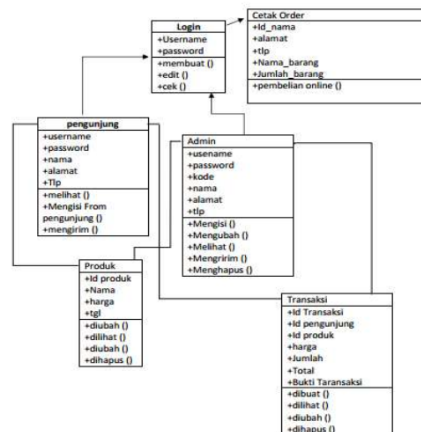 Login
+Username
+password
+membuat ()
+edit ()
+cek ()
Cetak Order
+Id_nama
+alamat
+tlp
+Nama_barang
+Jumlah_barang
+pembelian online ()
pengunjung
+username
+password
+nama
+alamat
+Tlp
+melihat ()
+Mengisi From
pengunjung ()
+mengirim ()
Admin
+usename
+password
+kode
+nama
+alamat
+tlp
+Mengisi ()
+Mengubah ()
+Melihat ()
+Mengririm ()
+Menghapus ()
Produk
+Id produk
+Nama
+harga
+tgl
+diubah ()
+dilihat ()
+diubah ()
+dihapus ()
Transaksi
+Id Transaksi
+Id pengunjung
+Id produk
+harga
+Jumlah
+Total
+Bukti Taransaksi
+dibuat ()
+dilihat ()
+diubah ()
+dihapus ()